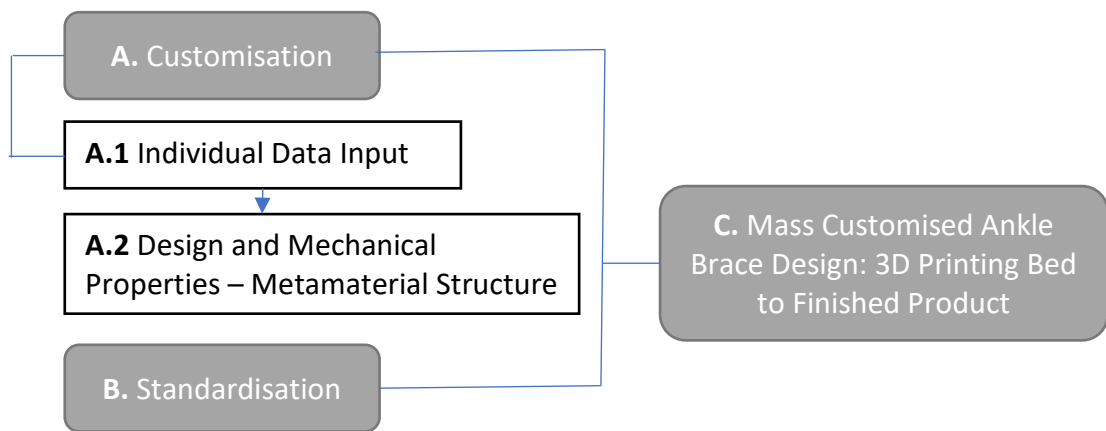 A. Customisation
A.1 Individual Data Input
A.2 Design and Mechanical
Properties – Metamaterial Structure
B. Standardisation
C. Mass Customised Ankle
Brace Design: 3D Printing Bed
to Finished Product